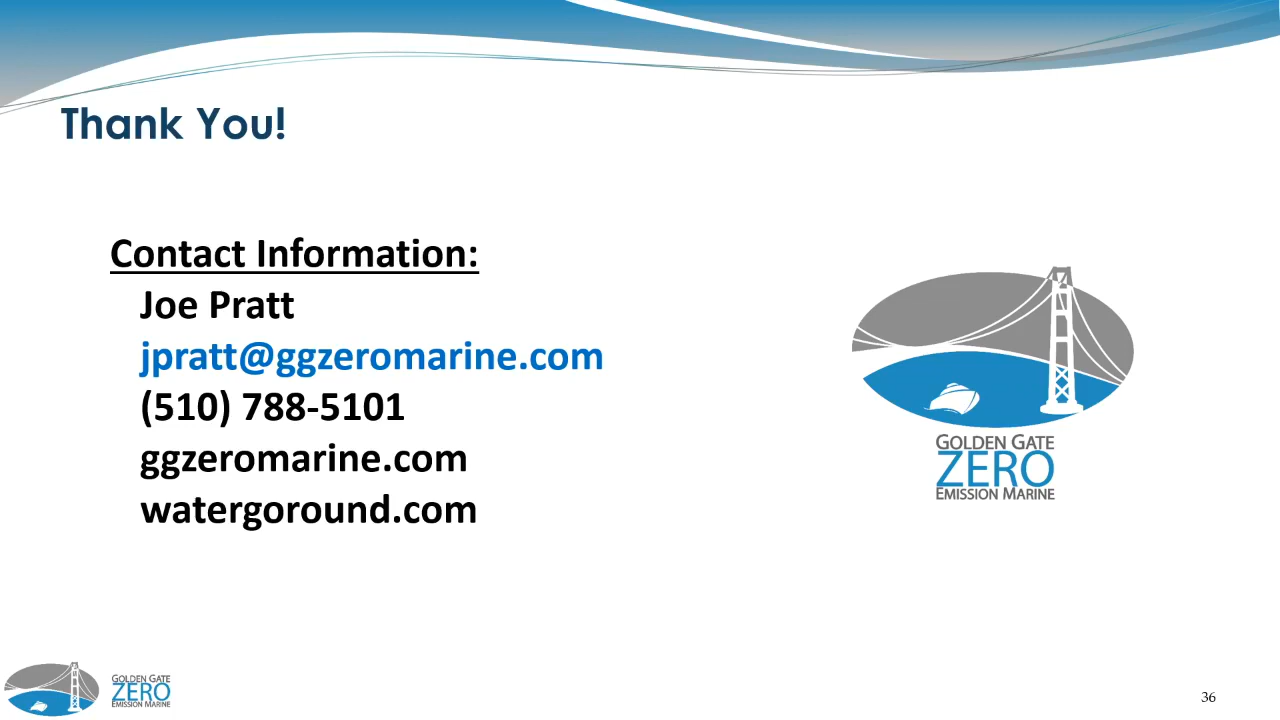 Thank You!
Contact Information:
Joe Pratt
jpratt@ggzeromarine.com
(510) 788-5101
ggzeromarine.com
watergoround.com
GOLDEN GATE
ZERO
EMISSION MARINE
GOLDEN GATE
ZERO
EMISSION MARINE
36